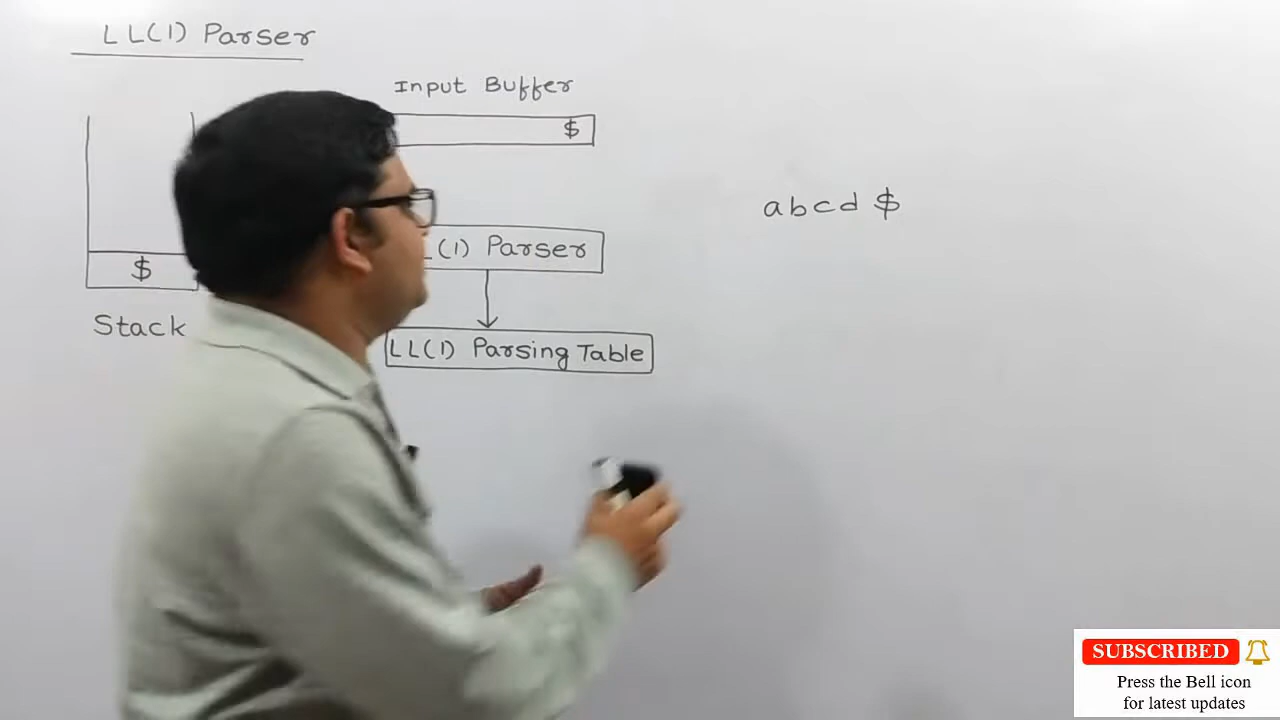 LL(1) Parser
Input Buffer
$
abcd $
(1) Parser
$
Stack
LL(1) Parsing Table
SUBSCRIBED
Press the Bell icon
for latest updates